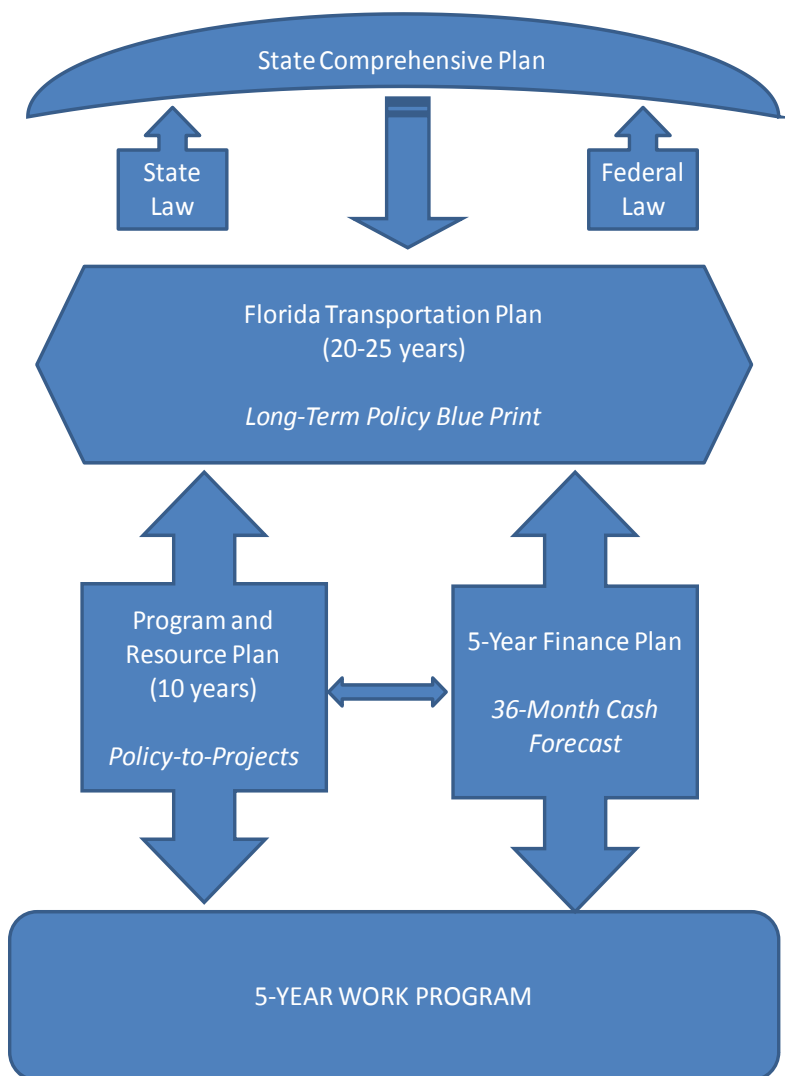 State Comprehensive Plan
State
Law
Federal
Law
Florida Transportation Plan
(20-25 years)
Long-Term Policy Blue Print
Program and
Resource Plan
(10 years)
Policy-to-Projects
5-Year Finance Plan
36-Month Cash
Forecast
5-YEAR WORK PROGRAM